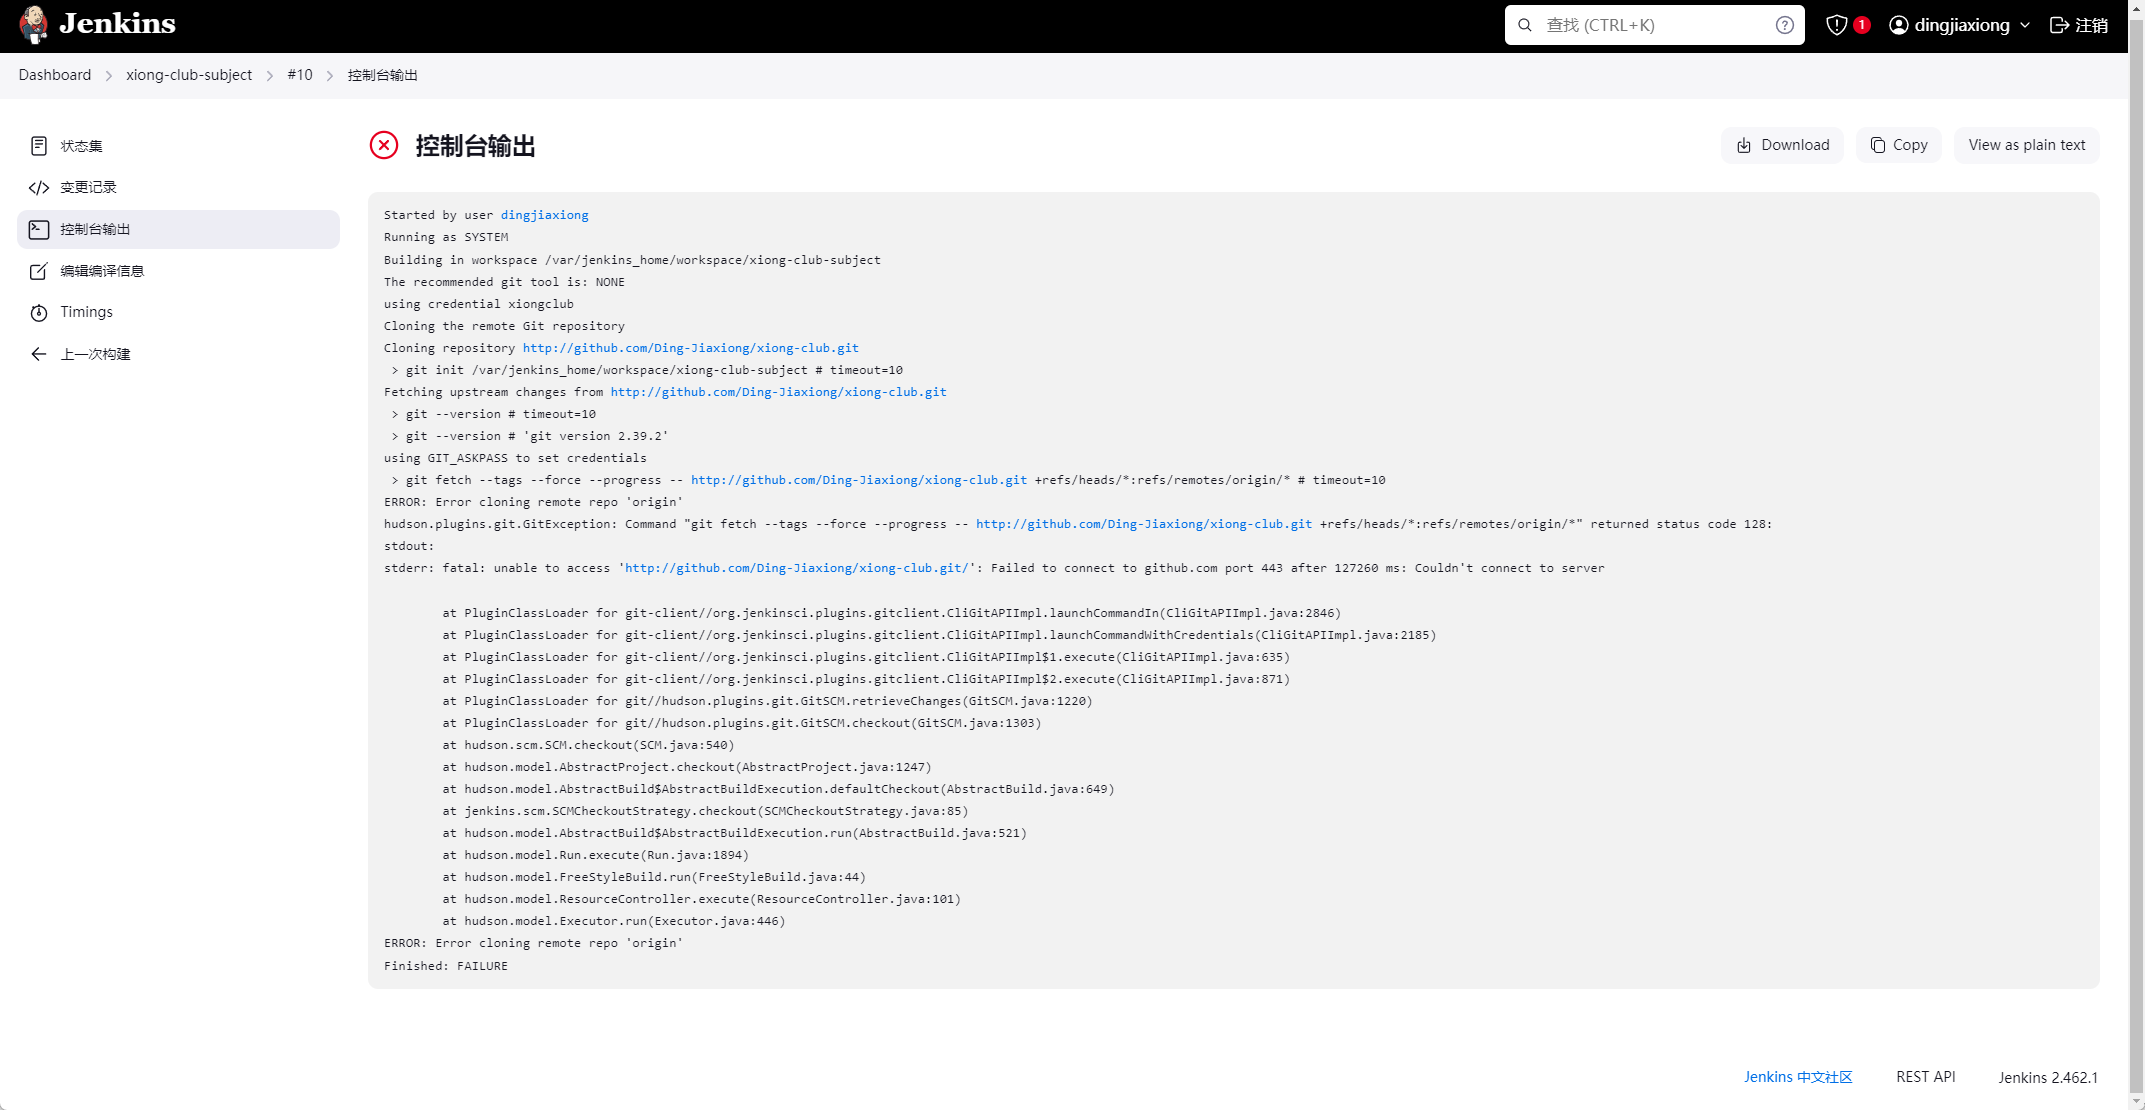 Jenkins
查找 (CTRL+K)
1
dingjiaxiong
注销
Dashboard
xiong-club-subject
#10
控制台输出
状态集
变更记录
控制台输出
编辑编译信息
Timings
上一次构建
控制台输出
Download
Copy
View as plain text
Started by user dingjiaxiong
Running as SYSTEM
Building in workspace /var/jenkins_home/workspace/xiong-club-subject
The recommended git tool is: NONE
using credential xiongclub
Cloning the remote Git repository
Cloning repository http://github.com/Ding-Jiaxiong/xiong-club.git
 > git init /var/jenkins_home/workspace/xiong-club-subject # timeout=10
Fetching upstream changes from http://github.com/Ding-Jiaxiong/xiong-club.git
 > git --version # timeout=10
 > git --version # 'git version 2.39.2'
using GIT_ASKPASS to set credentials
 > git fetch --tags --force --progress -- http://github.com/Ding-Jiaxiong/xiong-club.git +refs/heads/*:refs/remotes/origin/* # timeout=10
ERROR: Error cloning remote repo 'origin'
hudson.plugins.git.GitException: Command "git fetch --tags --force --progress -- http://github.com/Ding-Jiaxiong/xiong-club.git +refs/heads/*:refs/remotes/origin/*" returned status code 128:
stdout:
stderr: fatal: unable to access 'http://github.com/Ding-Jiaxiong/xiong-club.git/': Failed to connect to github.com port 443 after 127260 ms: Couldn't connect to server
at PluginClassLoader for git-client//org.jenkinsci.plugins.gitclient.CliGitAPIImpl.launchCommandIn(CliGitAPIImpl.java:2846)
at PluginClassLoader for git-client//org.jenkinsci.plugins.gitclient.CliGitAPIImpl.launchCommandWithCredentials(CliGitAPIImpl.java:2185)
at PluginClassLoader for git-client//org.jenkinsci.plugins.gitclient.CliGitAPIImpl$1.execute(CliGitAPIImpl.java:635)
at PluginClassLoader for git-client//org.jenkinsci.plugins.gitclient.CliGitAPIImpl$2.execute(CliGitAPIImpl.java:871)
at PluginClassLoader for git//hudson.plugins.git.GitSCM.retrieveChanges(GitSCM.java:1220)
at PluginClassLoader for git//hudson.plugins.git.GitSCM.checkout(GitSCM.java:1303)
at hudson.scm.SCM.checkout(SCM.java:540)
at hudson.model.AbstractProject.checkout(AbstractProject.java:1247)
at hudson.model.AbstractBuild$AbstractBuildExecution.defaultCheckout(AbstractBuild.java:649)
at jenkins.scm.SCMCheckoutStrategy.checkout(SCMCheckoutStrategy.java:85)
at hudson.model.AbstractBuild$AbstractBuildExecution.run(AbstractBuild.java:521)
at hudson.model.Run.execute(Run.java:1894)
at hudson.model.FreeStyleBuild.run(FreeStyleBuild.java:44)
at hudson.model.ResourceController.execute(ResourceController.java:101)
at hudson.model.Executor.run(Executor.java:446)
ERROR: Error cloning remote repo 'origin'
Finished: FAILURE
Jenkins 中文社区
REST API
Jenkins 2.462.1